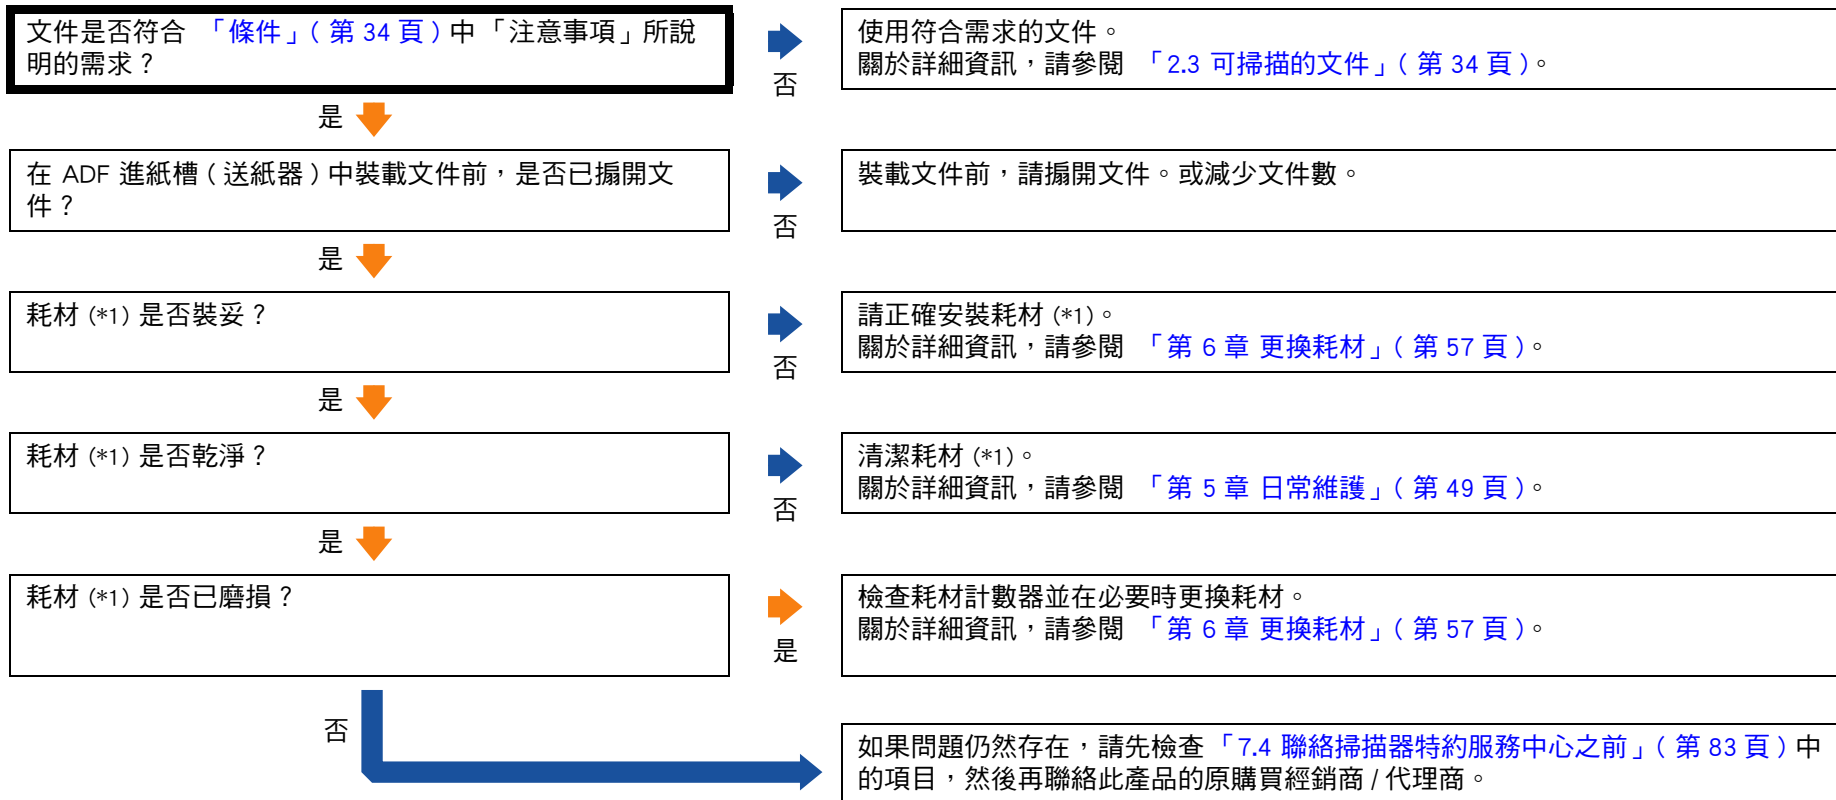 文件是否符合 「條件」( 第 34 頁 ) 中 「注意事項」所說
明的需求？
否
使用符合需求的文件。
關於詳細資訊，請參閱 「2.3 可掃描的文件」( 第 34 頁 )。
是
在 ADF 進紙槽 ( 送紙器 ) 中裝載文件前，是否已搧開文
件？
否
裝載文件前，請搧開文件。或減少文件數。
是
耗材 (*1) 是否裝妥？
否
請正確安裝耗材 (*1)。
關於詳細資訊，請參閱 「第 6 章 更換耗材」( 第 57 頁 )。
是
耗材 (*1) 是否乾淨？
否
清潔耗材 (*1)。
關於詳細資訊，請參閱 「第 5 章 日常維護」( 第 49 頁 )。
是
耗材 (*1) 是否已磨損？
是
檢查耗材計數器並在必要時更換耗材。
關於詳細資訊，請參閱 「第 6 章 更換耗材」( 第 57 頁 )。
否
如果問題仍然存在，請先檢查 「7.4 聯絡掃描器特約服務中心之前」( 第 83 頁 ) 中
的項目，然後再聯絡此產品的原購買經銷商 / 代理商。